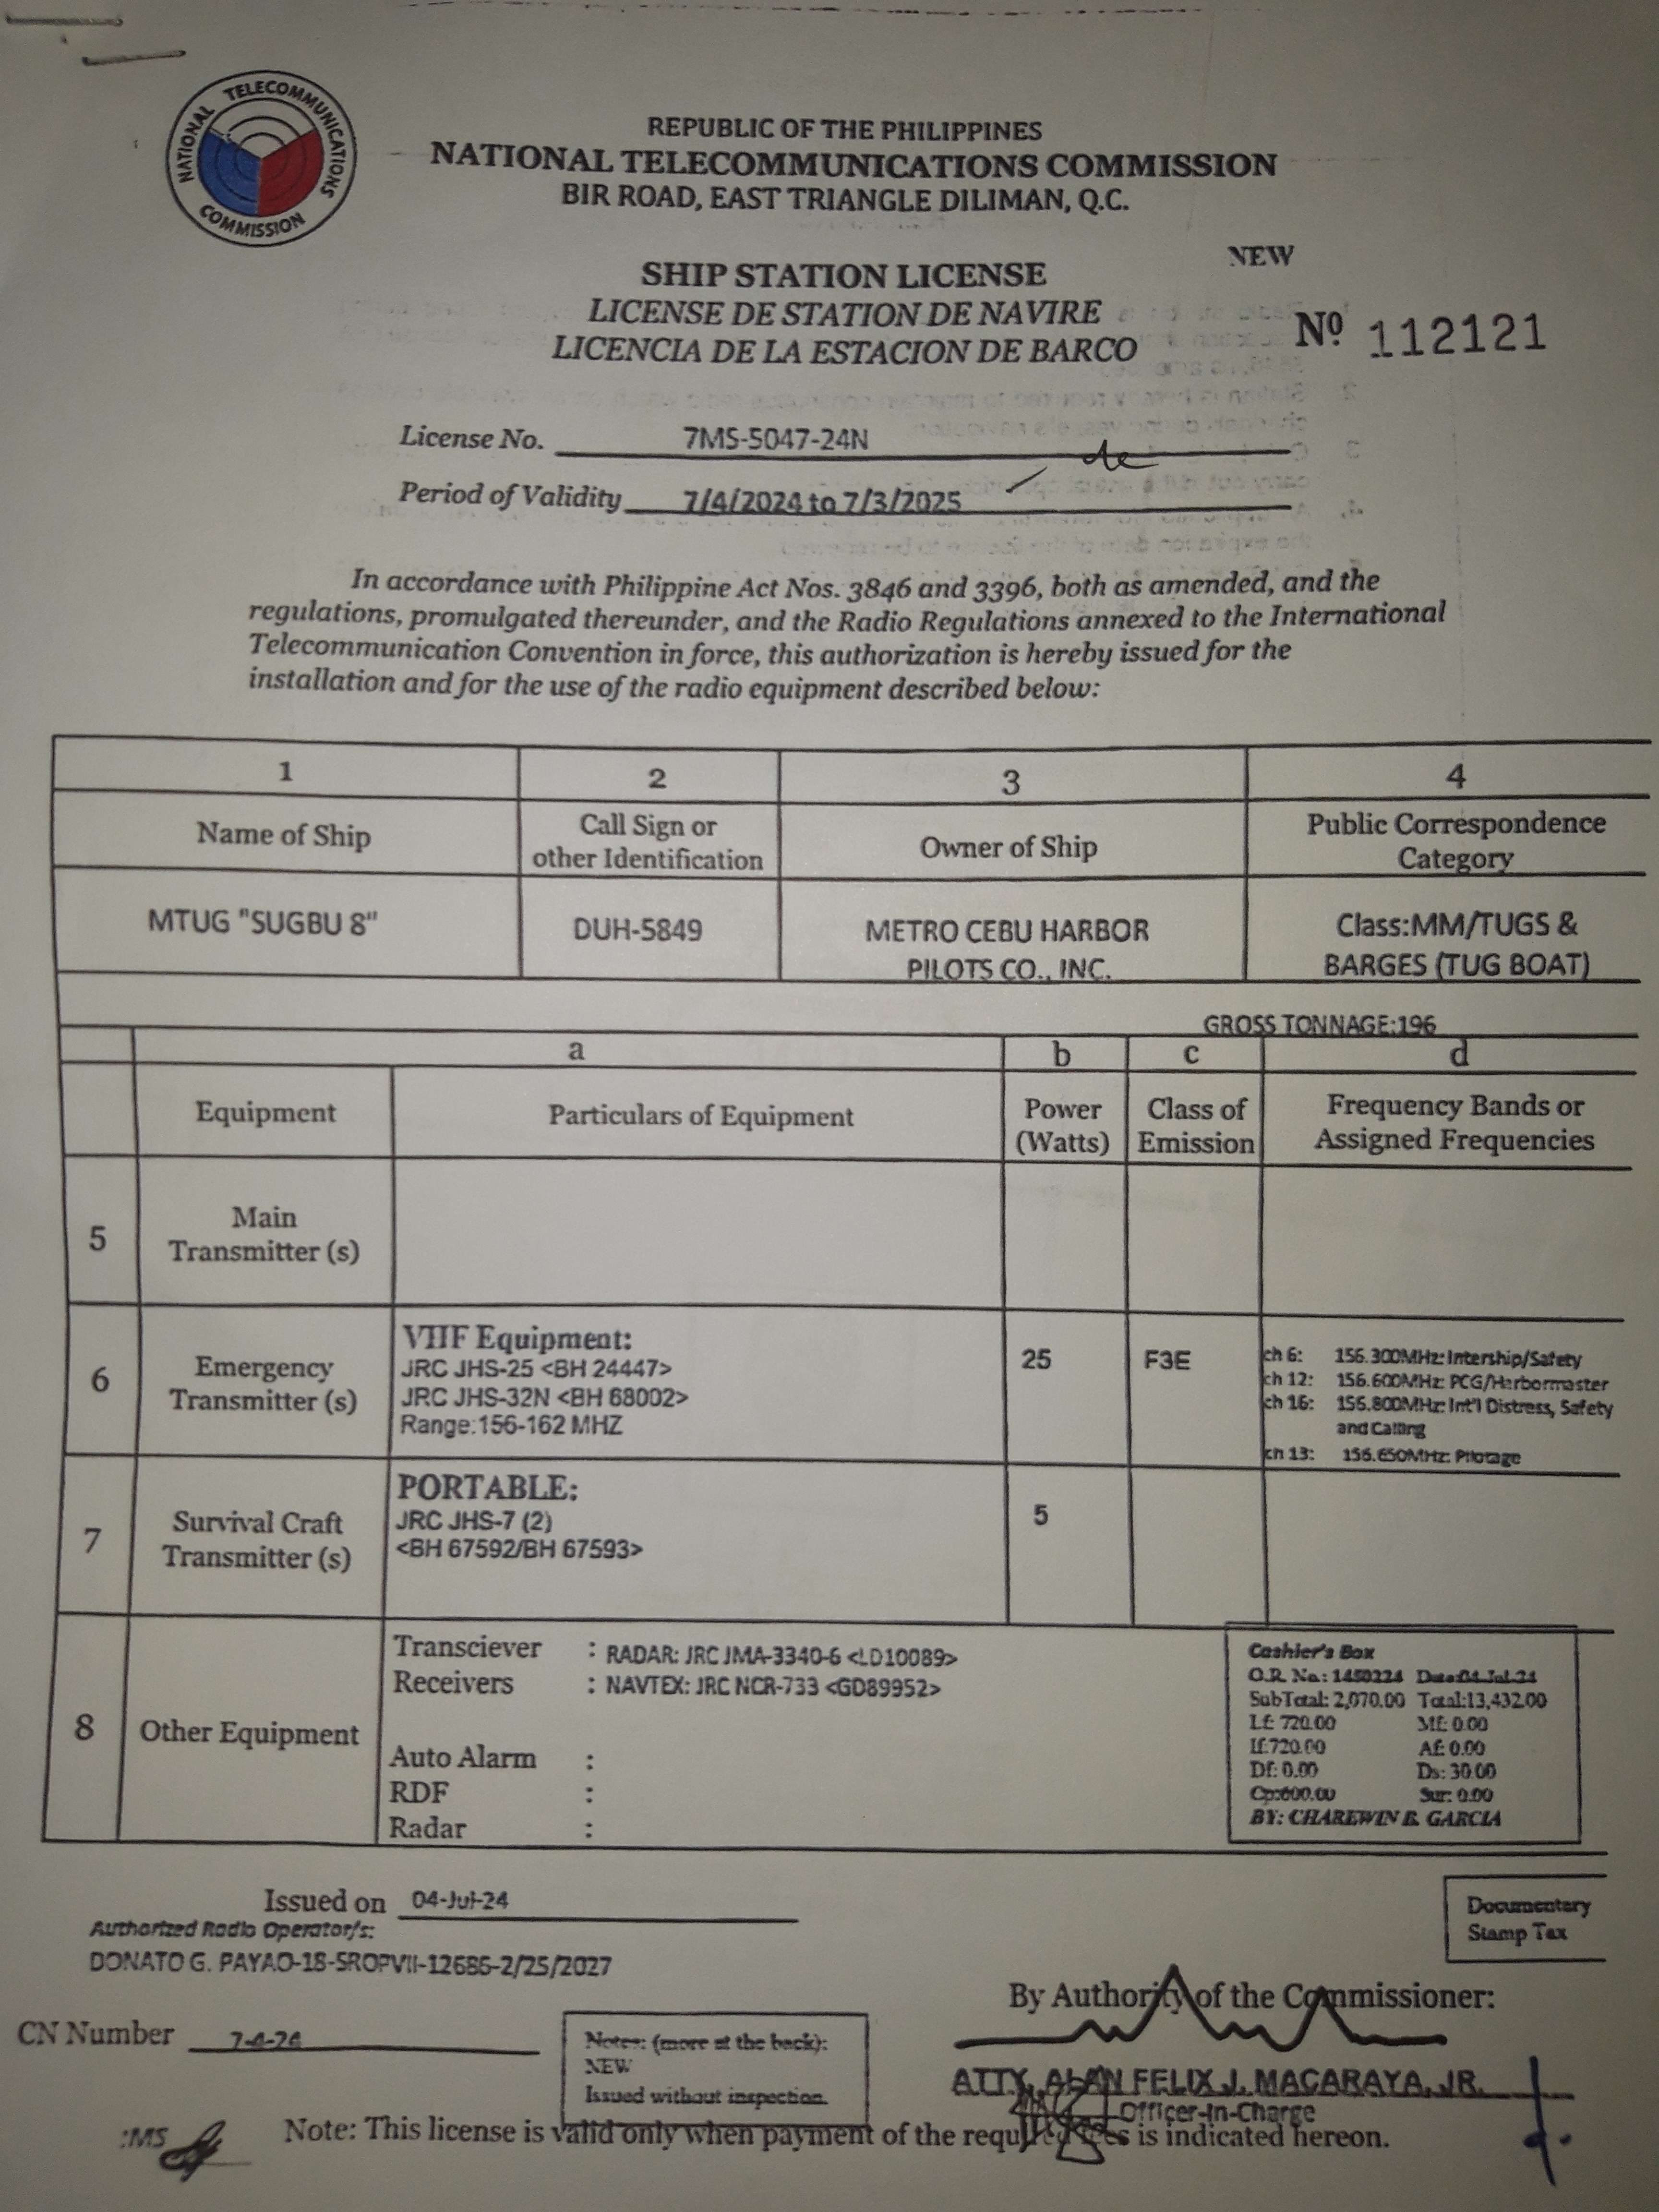 NATIONAL TELECOMMUNICATIONS COMMISSION
REPUBLIC OF THE PHILIPPINES
NATIONAL TELECOMMUNICATIONS COMMISSION
BIR ROAD, EAST TRIANGLE DILIMAN, Q.C.
NEW
SHIP STATION LICENSE
LICENSE DE STATION DE NAVIRE
LICENCIA DE LA ESTACION DE BARCO
Nº 112121
License No. 7MS-5047-24N
Period of Validity 7/4/2024 to 7/3/2025
In accordance with Philippine Act Nos. 3846 and 3396, both as amended, and the
regulations, promulgated thereunder, and the Radio Regulations annexed to the International
Telecommunication Convention in force, this authorization is hereby issued for the
installation and for the use of the radio equipment described below:
1 2 3 4
Name of Ship
Call Sign or
other Identification
Owner of Ship
Public Correspondence
Category
MTUG "SUGBU 8"
DUH-5849
METRO CEBU HARBOR
PILOTS CO., INC.
Class:MM/TUGS &
BARGES (TUG BOAT)
GROSS TONNAGE:196
a b c d
Equipment
Particulars of Equipment
Power
(Watts)
Class of
Emission
Frequency Bands or
Assigned Frequencies
5
Main
Transmitter (s)
6
Emergency
Transmitter (s)
VHF Equipment:
JRC JHS-25 <BH 24447>
JRC JHS-32N <BH 68002>
Range:156-162 MHZ
25
F3E
ch 6: 156.300MHz: Intership/Safety
ch 12: 156.600MHz: PCG/Harbormaster
ch 16: 156.800MHz: Int'l Distress, Safety
and Calling
ch 13: 156.650MHz: Pilotage
7
Survival Craft
Transmitter (s)
PORTABLE:
JRC JHS-7 (2)
<BH 67592/BH 67593>
5
8
Other Equipment
Transciever : RADAR: JRC JMA-3340-6 <LD10089>
Receivers : NAVTEX: JRC NCR-733 <GD89952>
Auto Alarm :
RDF :
Radar :
Cashier's Box
O.R. No.: 1450224 Date:04-Jul-24
SubTotal: 2,070.00 Total:13,432.00
Lf: 720.00 Mf: 0.00
If:720.00 Af: 0.00
Df: 0.00 Ds: 30.00
Cp:600.00 Sur: 0.00
BY: CHAREWIN E. GARCIA
Issued on 04-Jul-24
Authorized Radio Operator/s:
DONATO G. PAYAO-18-SROPVII-12686-2/25/2027
Documentary
Stamp Tax
By Authority of the Commissioner:
CN Number 7-4-24
Notes: (more at the back):
NEW
Issued without inspection.
ATTY. ALAN FELIX J. MACARAYA, JR.
Officer-In-Charge
:MS
Note: This license is valid only when payment of the required fees is indicated hereon.